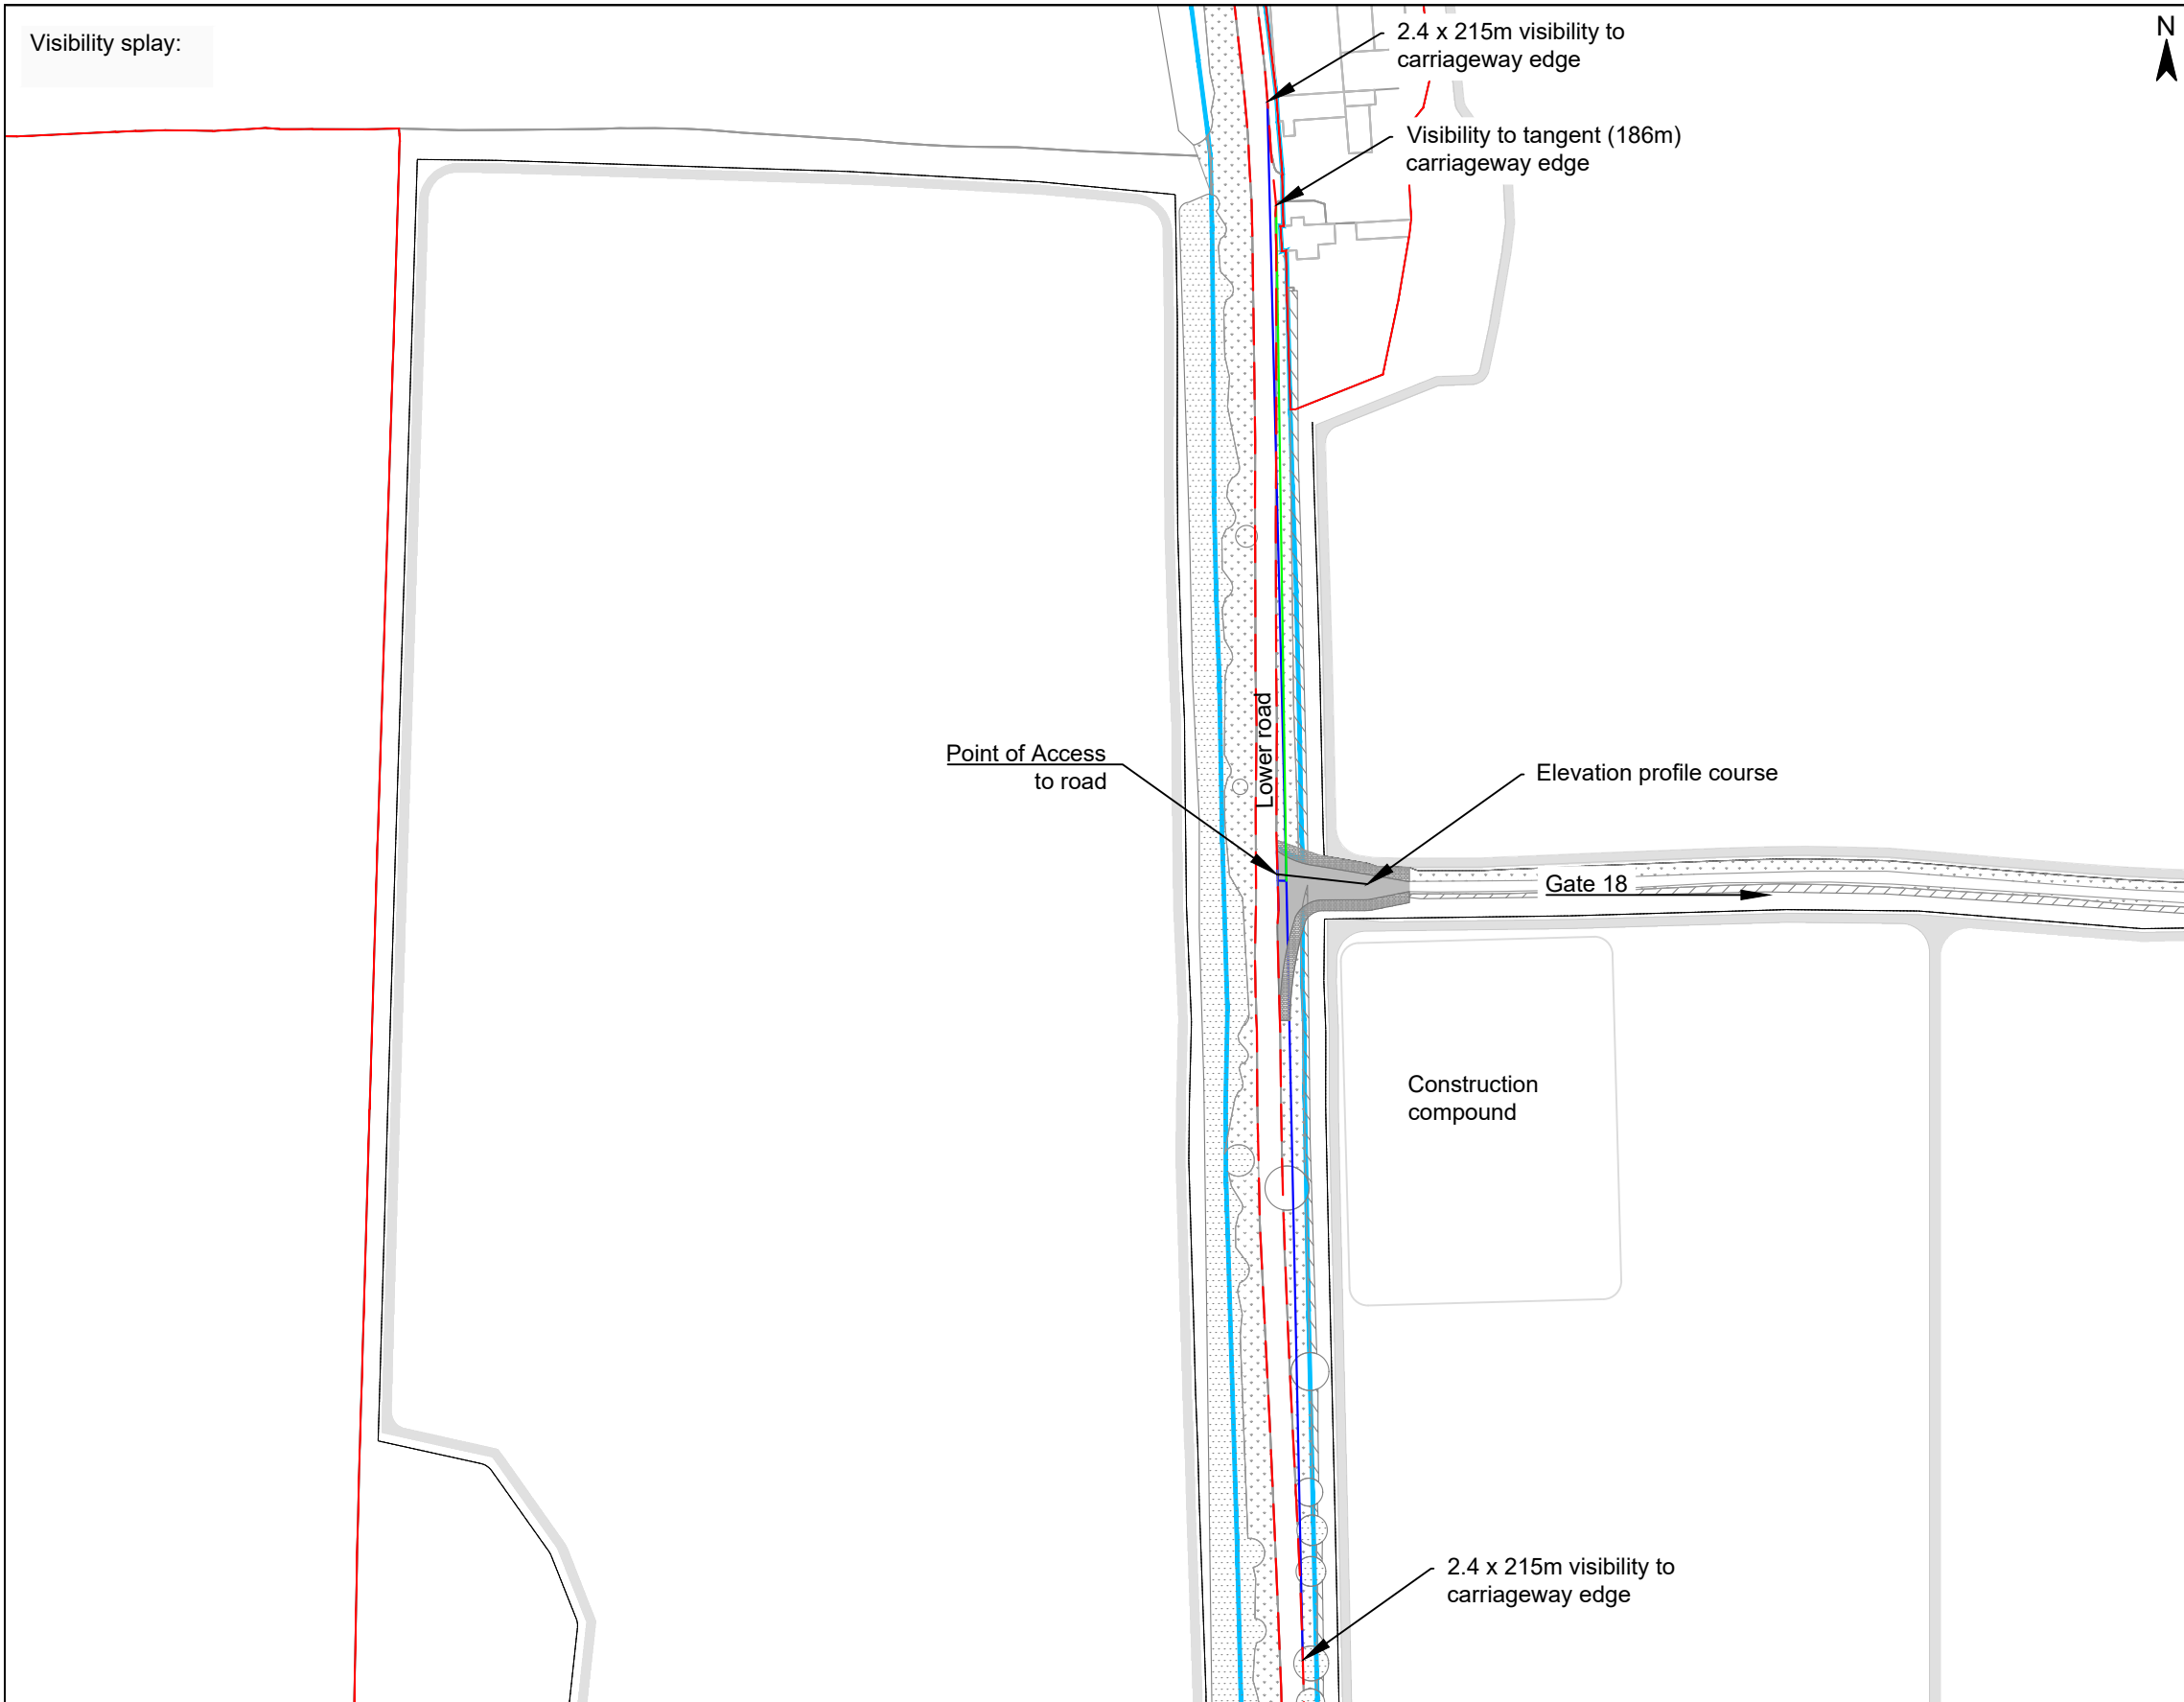 Visibility splay:
N
2.4 x 215m visibility to
carriageway edge
Visibility to tangent (186m)
carriageway edge
Lower road
Point of Access
to road
Elevation profile course
Gate 18
Construction
compound
2.4 x 215m visibility to
carriageway edge